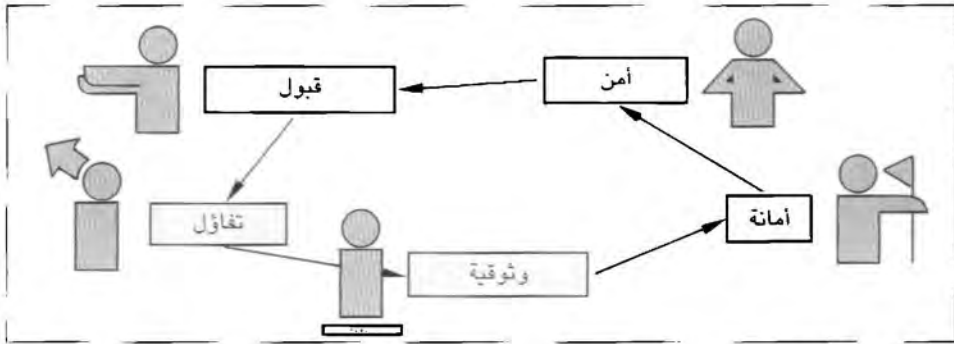 أمن
قبول
أمانة
تفاؤل
وثوقية